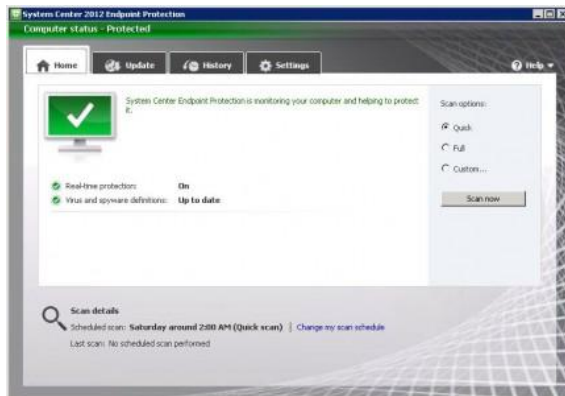 System Center 2012 Endpoint Protection
Computer status - Protected
Home
Update
History
Settings
Help
System Center Endpoint Protection is monitoring your computer and helping to protect
it.
Real-time protection: On
Virus and spyware definitions: Up to date
Scan options:
Quick
Full
Custom...
Scan now
Scan details
Scheduled scan: Saturday around 2:00 AM (Quick scan) | Change my scan schedule
Last scan: No scheduled scan performed